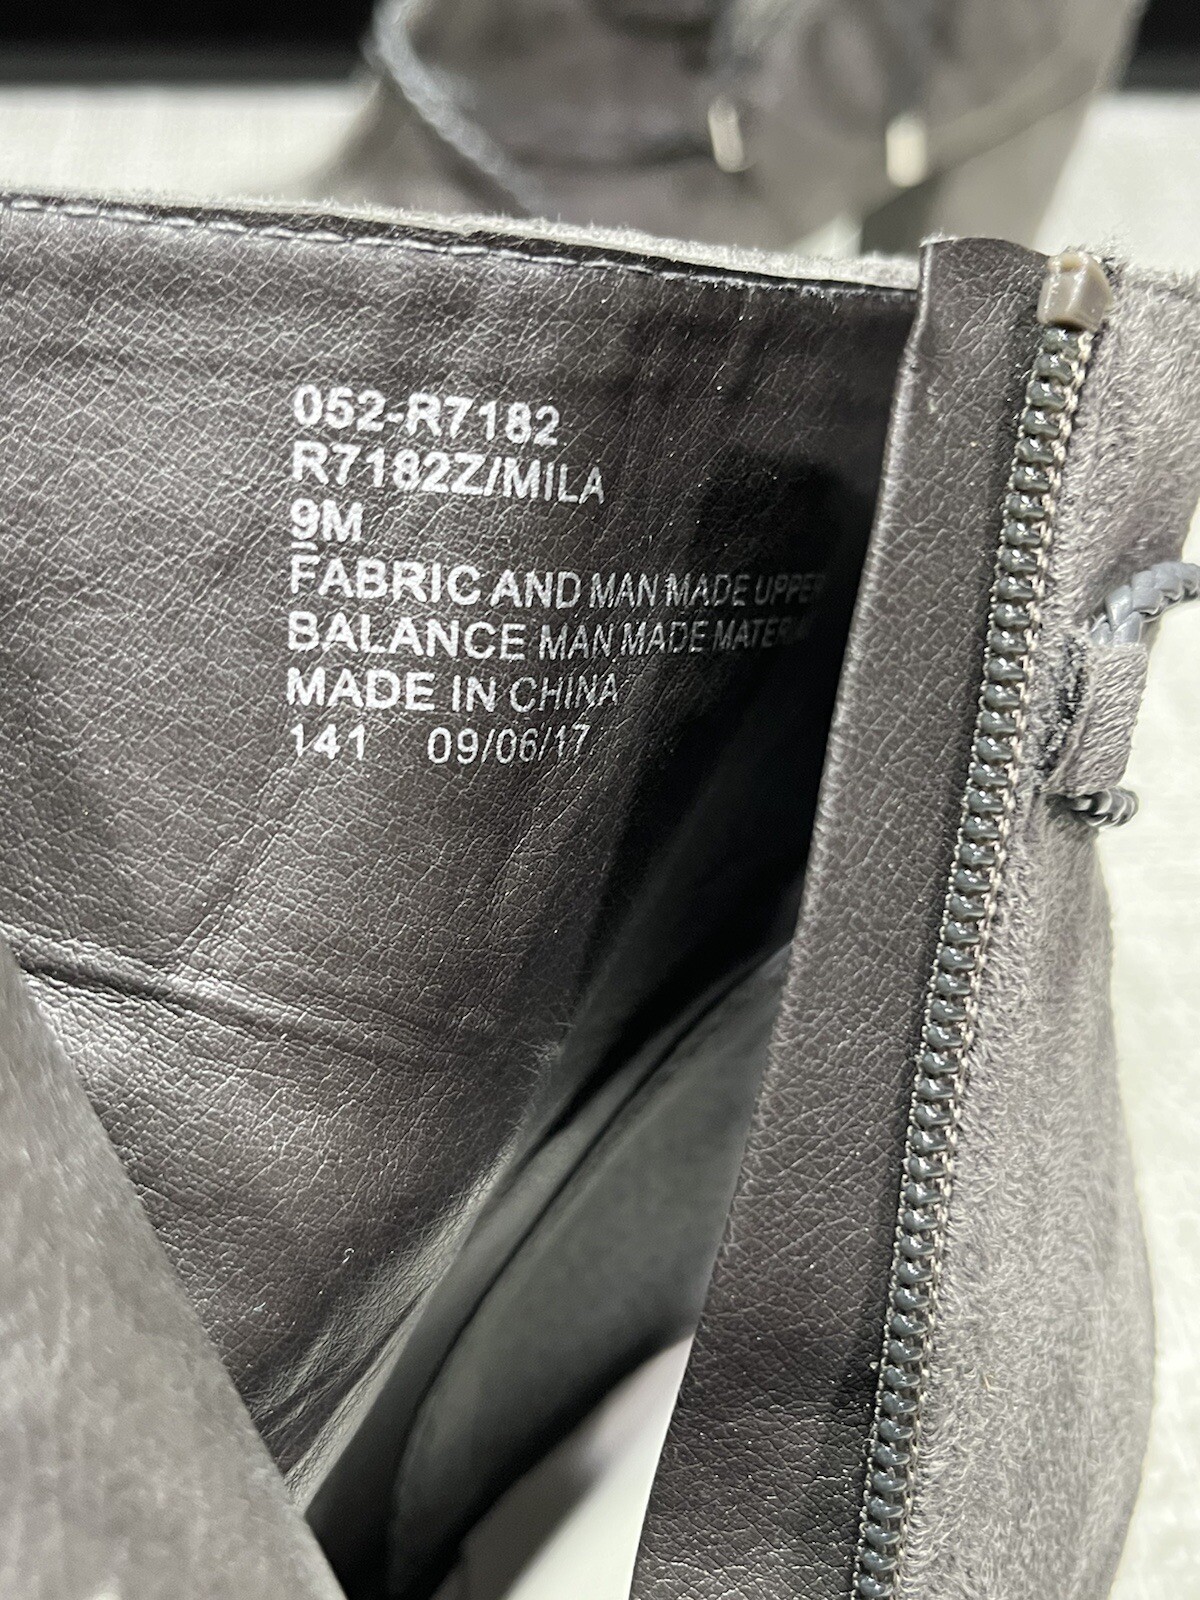 052-R7182
R7182Z/MILA
9M
FABRIC AND MAN MADE UPPER
BALANCE MAN MADE
MADE IN CHINA
141 09/06/17